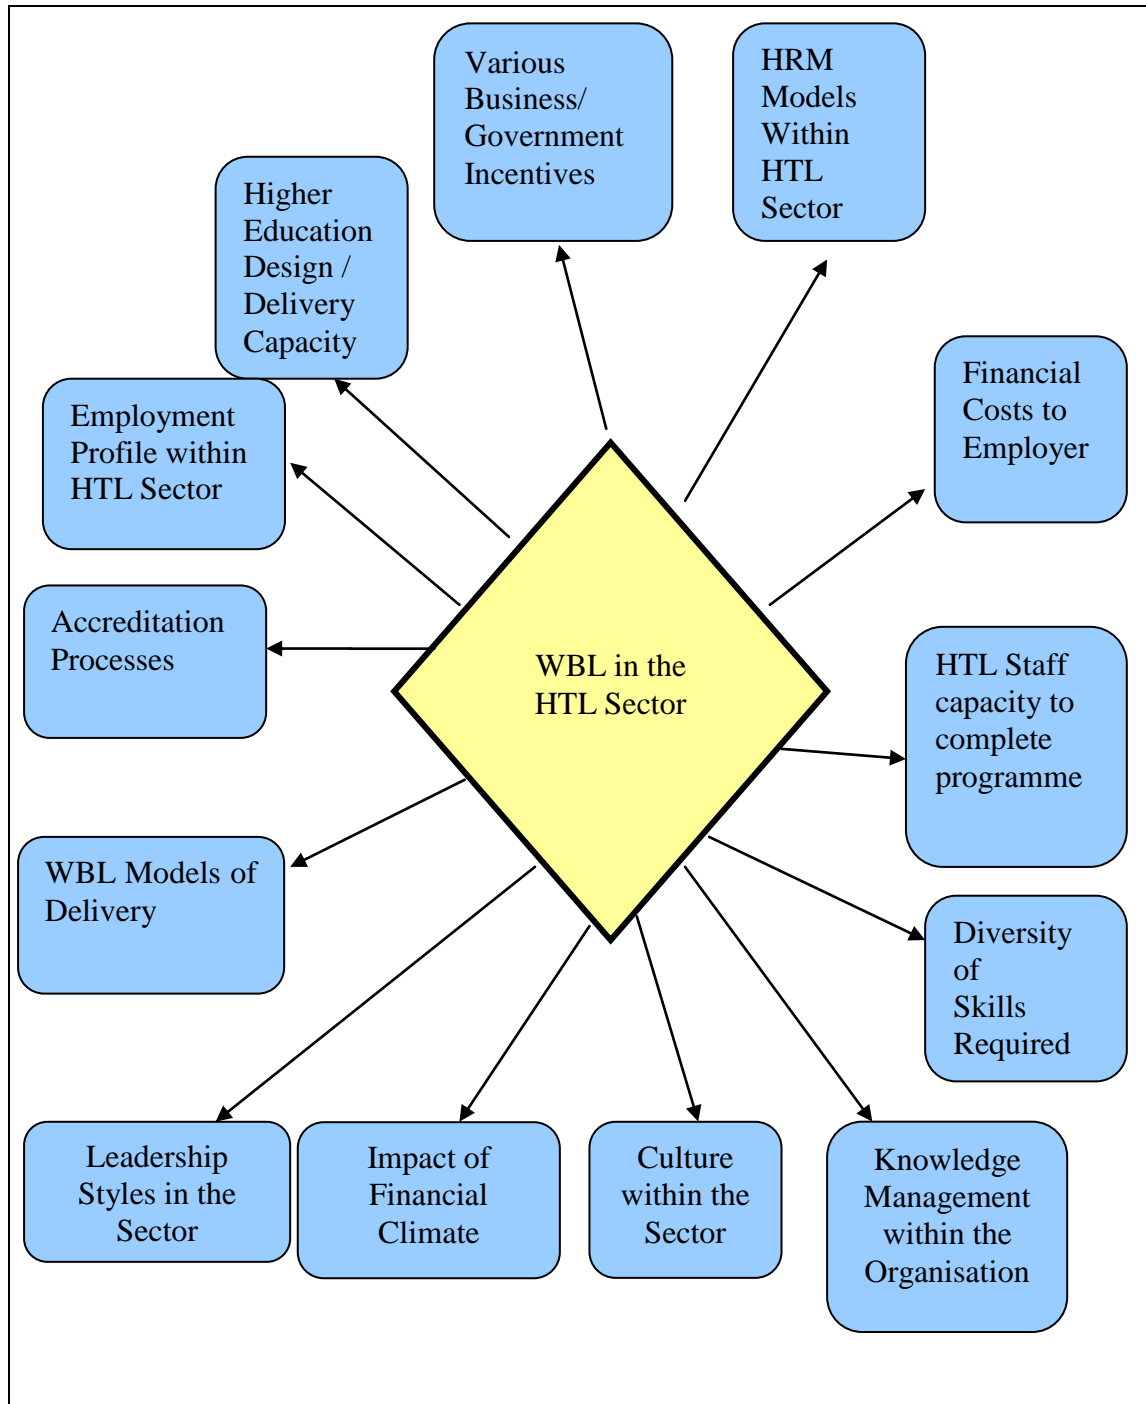 Various
Business/
Government
Incentives
HRM
Models
Within
HTL
Sector
Higher
Education
Design /
Delivery
Capacity
Financial
Costs to
Employer
Employment
Profile within
HTL Sector
Accreditation
Processes
WBL in the
HTL Sector
HTL Staff
capacity to
complete
programme
WBL Models of
Delivery
Diversity
of
Skills
Required
Leadership
Styles in the
Sector
Impact of
Financial
Climate
Culture
within the
Sector
Knowledge
Management
within the
Organisation